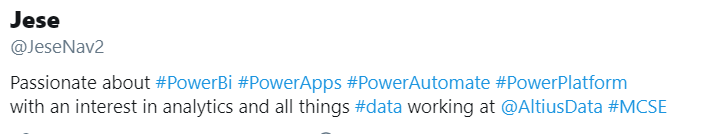 Jese
@JeseNav2
Passionate about #PowerBi #PowerApps #PowerAutomate #PowerPlatform
with an interest in analytics and all things #data working at @AltiusData #MCSE